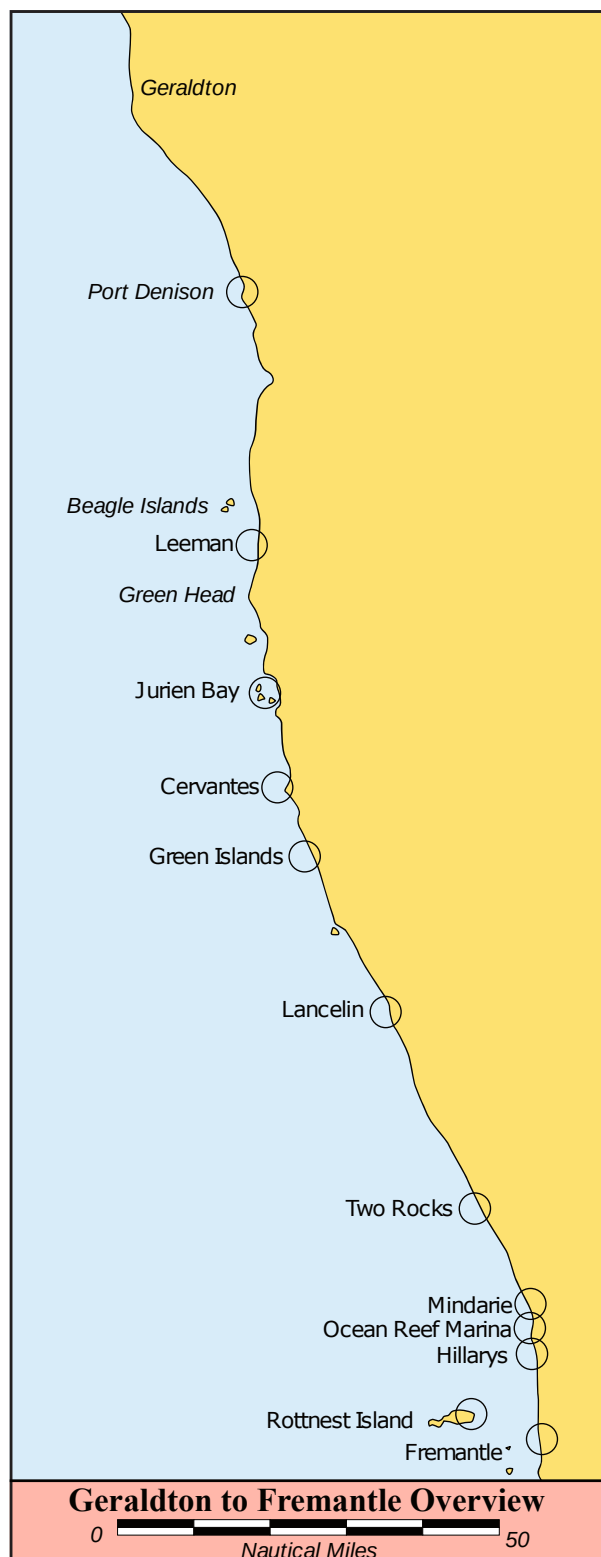 Geraldton
Port Denison
Beagle Islands
Leeman
Green Head
Jurien Bay
Cervantes
Green Islands
Lancelin
Two Rocks
Mindarie
Ocean Reef Marina
Hillarys
Rottnest Island
Fremantle
Geraldton to Fremantle Overview
0 50
Nautical Miles